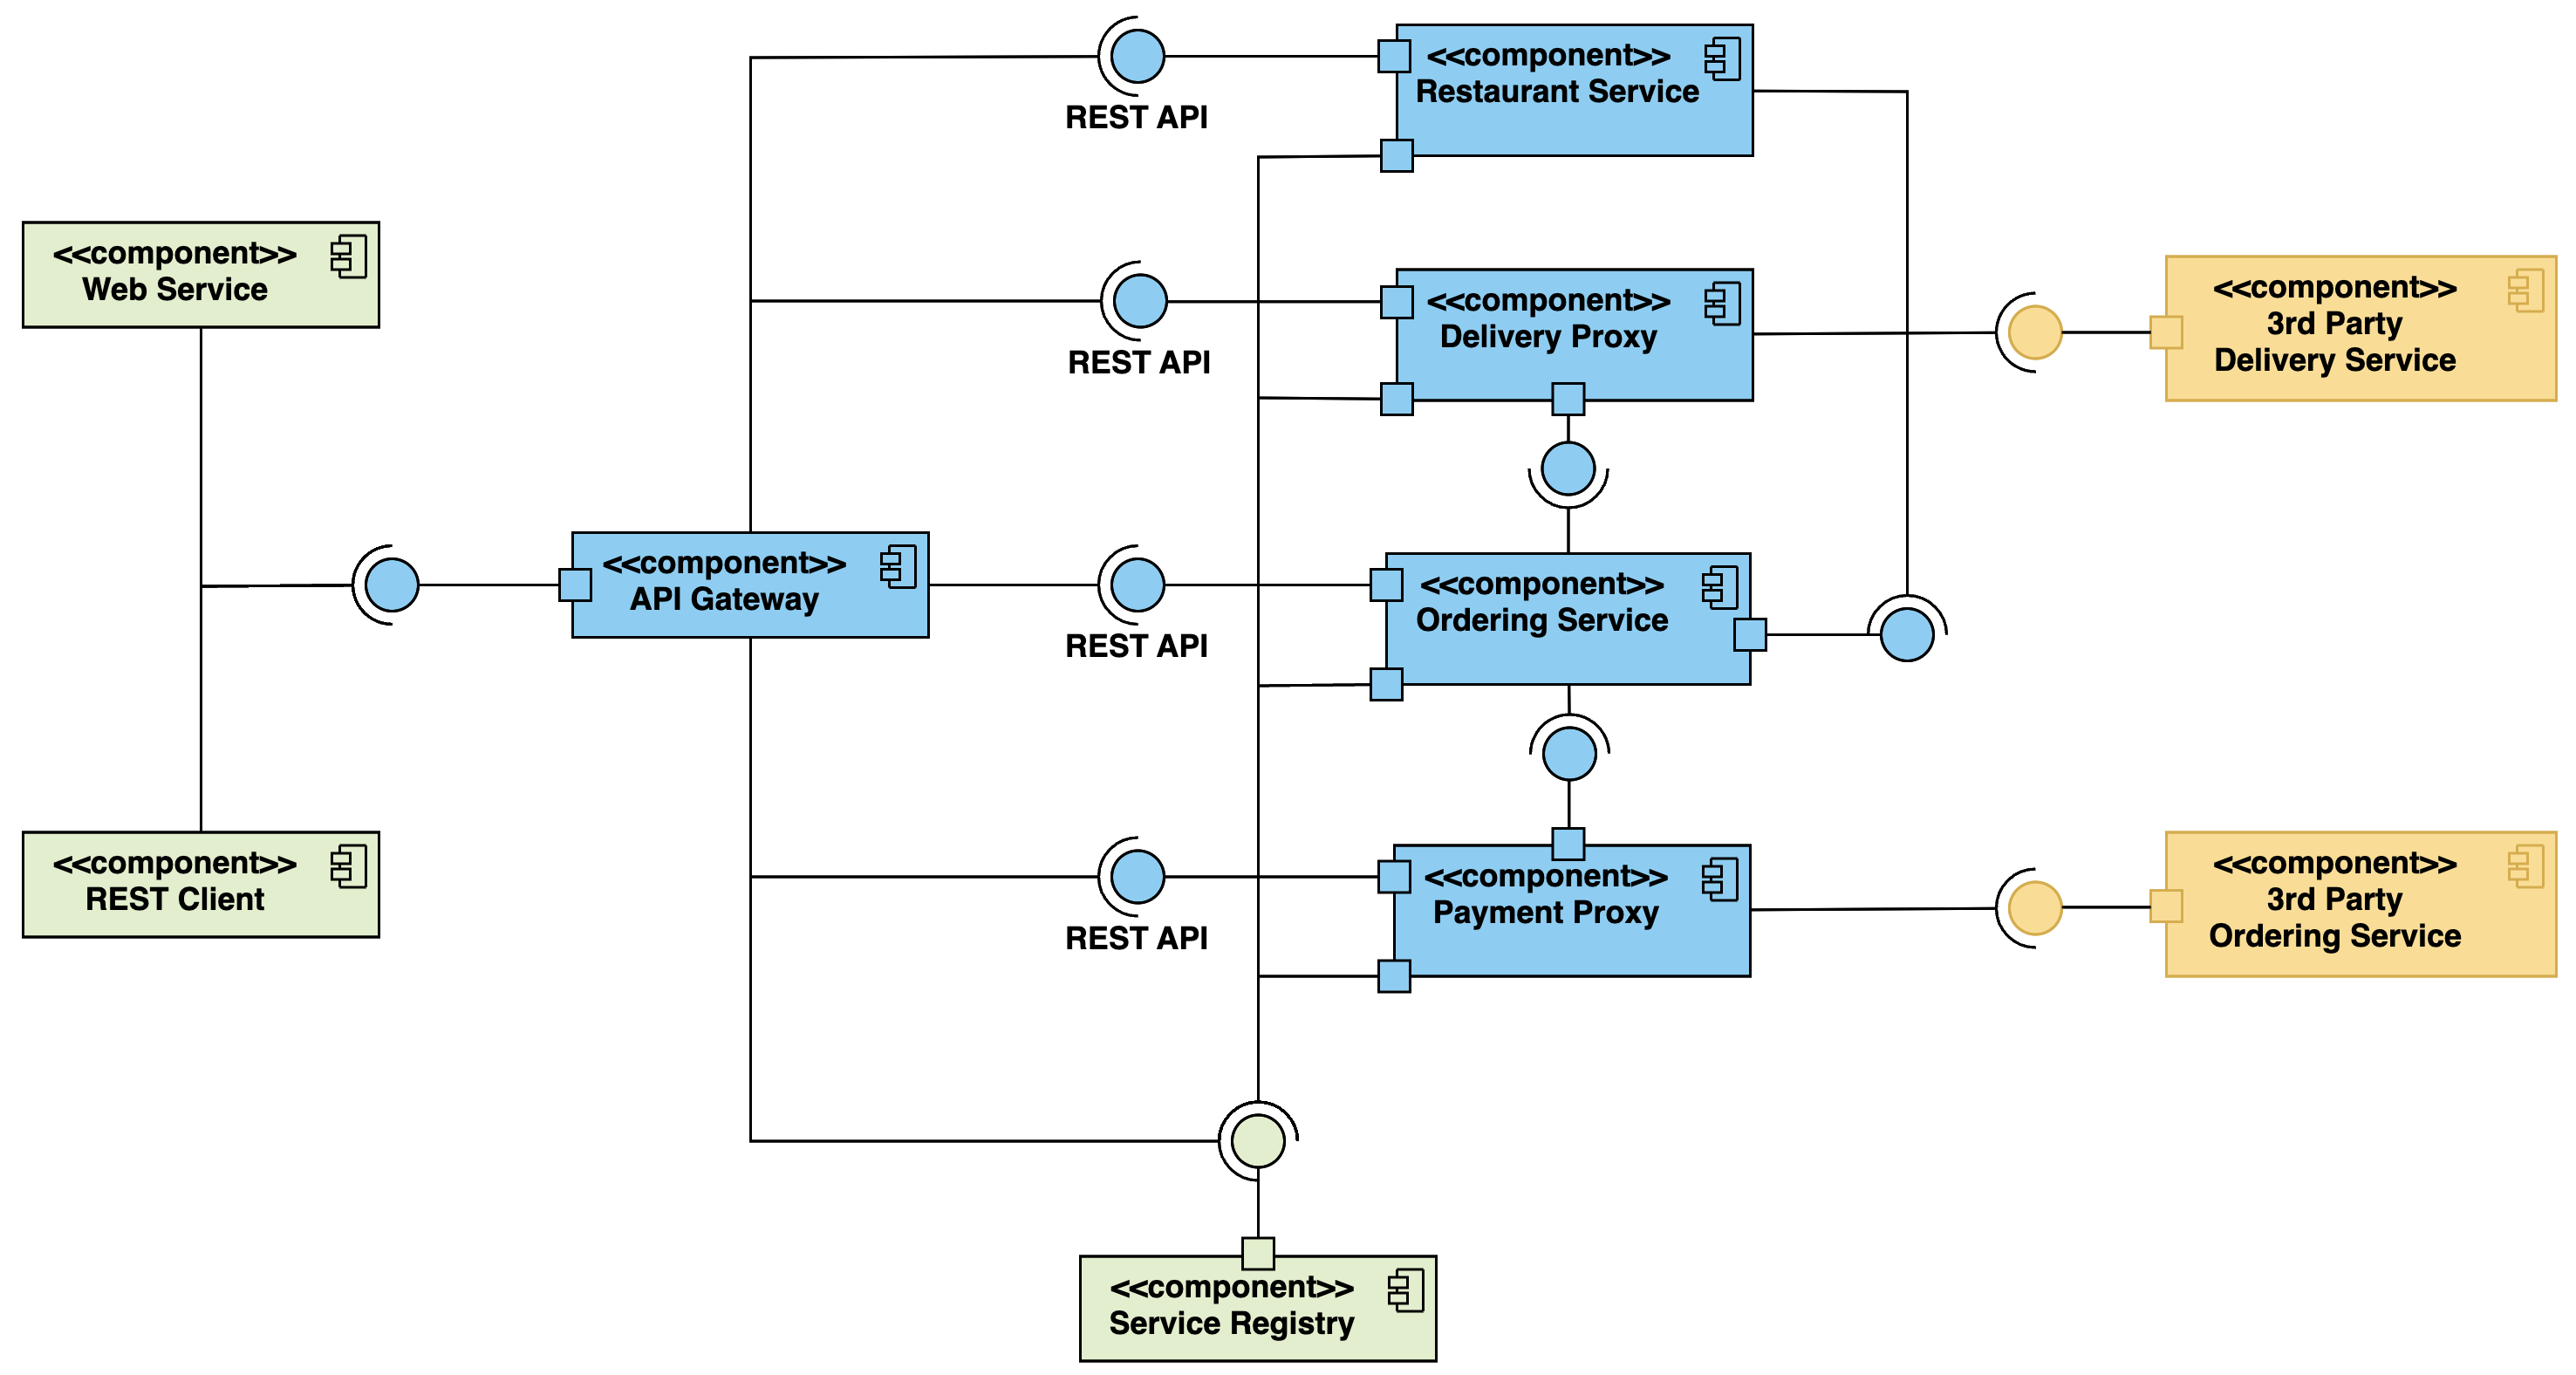 <<component>>
Restaurant Service
REST API
<<component>>
Web Service
<<component>>
Delivery Proxy
REST API
<<component>>
3rd Party
Delivery Service
<<component>>
API Gateway
REST API
<<component>>
Ordering Service
<<component>>
REST Client
REST API
<<component>>
Payment Proxy
<<component>>
3rd Party
Ordering Service
<<component>>
Service Registry